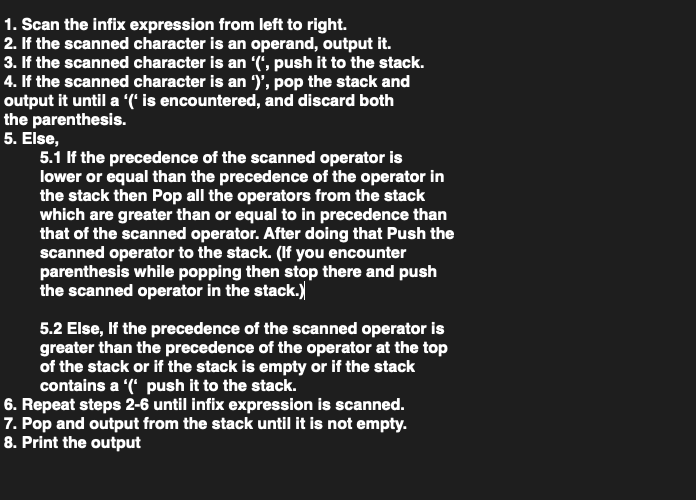 1. Scan the infix expression from left to right.
2. If the scanned character is an operand, output it.
3. If the scanned character is an ‘(‘, push it to the stack.
4. If the scanned character is an ‘)’, pop the stack and
output it until a ‘(‘ is encountered, and discard both
the parenthesis.
5. Else,
5.1 If the precedence of the scanned operator is
lower or equal than the precedence of the operator in
the stack then Pop all the operators from the stack
which are greater than or equal to in precedence than
that of the scanned operator. After doing that Push the
scanned operator to the stack. (If you encounter
parenthesis while popping then stop there and push
the scanned operator in the stack.)
5.2 Else, If the precedence of the scanned operator is
greater than the precedence of the operator at the top
of the stack or if the stack is empty or if the stack
contains a ‘(‘ push it to the stack.
6. Repeat steps 2-6 until infix expression is scanned.
7. Pop and output from the stack until it is not empty.
8. Print the output